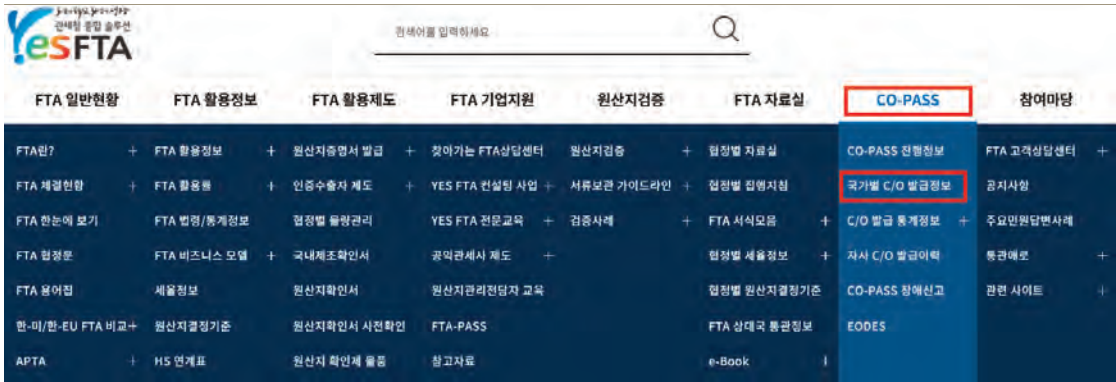 관세청 종합 솔루션
YesFTA
검색어를 입력하세요
FTA 일반현황 FTA 활용정보 FTA 활용제도 FTA 기업지원 원산지검증 FTA 자료실 CO-PASS 참여마당
FTA란? + FTA 활용정보 + 원산지증명서 발급 + 찾아가는 FTA상담센터 원산지검증 + 협정별 자료실 CO-PASS 진행정보 FTA 고객상담센터 +
FTA 체결현황 + FTA 활용률 + 인증수출자 제도 + YES FTA 컨설팅 사업 + 서류보관 가이드라인 + 협정별 집행지침 국가별 C/O 발급정보 공지사항
FTA 한눈에 보기 FTA 법령/통계정보 협정별 물량관리 YES FTA 전문교육 + 검증사례 + FTA 서식모음 + C/O 발급 통계정보 + 주요민원답변사례
FTA 협정문 FTA 비즈니스 모델 + 국내제조확인서 공익관세사 제도 + 협정별 세율정보 + 자사 C/O 발급이력 통관애로 +
FTA 용어집 세율정보 원산지확인서 원산지관리전담자 교육 협정별 원산지결정기준 CO-PASS 장애신고 관련 사이트 +
한-미/한-EU FTA 비교+ 원산지결정기준 원산지확인서 사전확인 FTA-PASS FTA 상대국 통관정보 EODES
APTA + HS 연계표 원산지 확인제 물품 참고자료 e-Book +